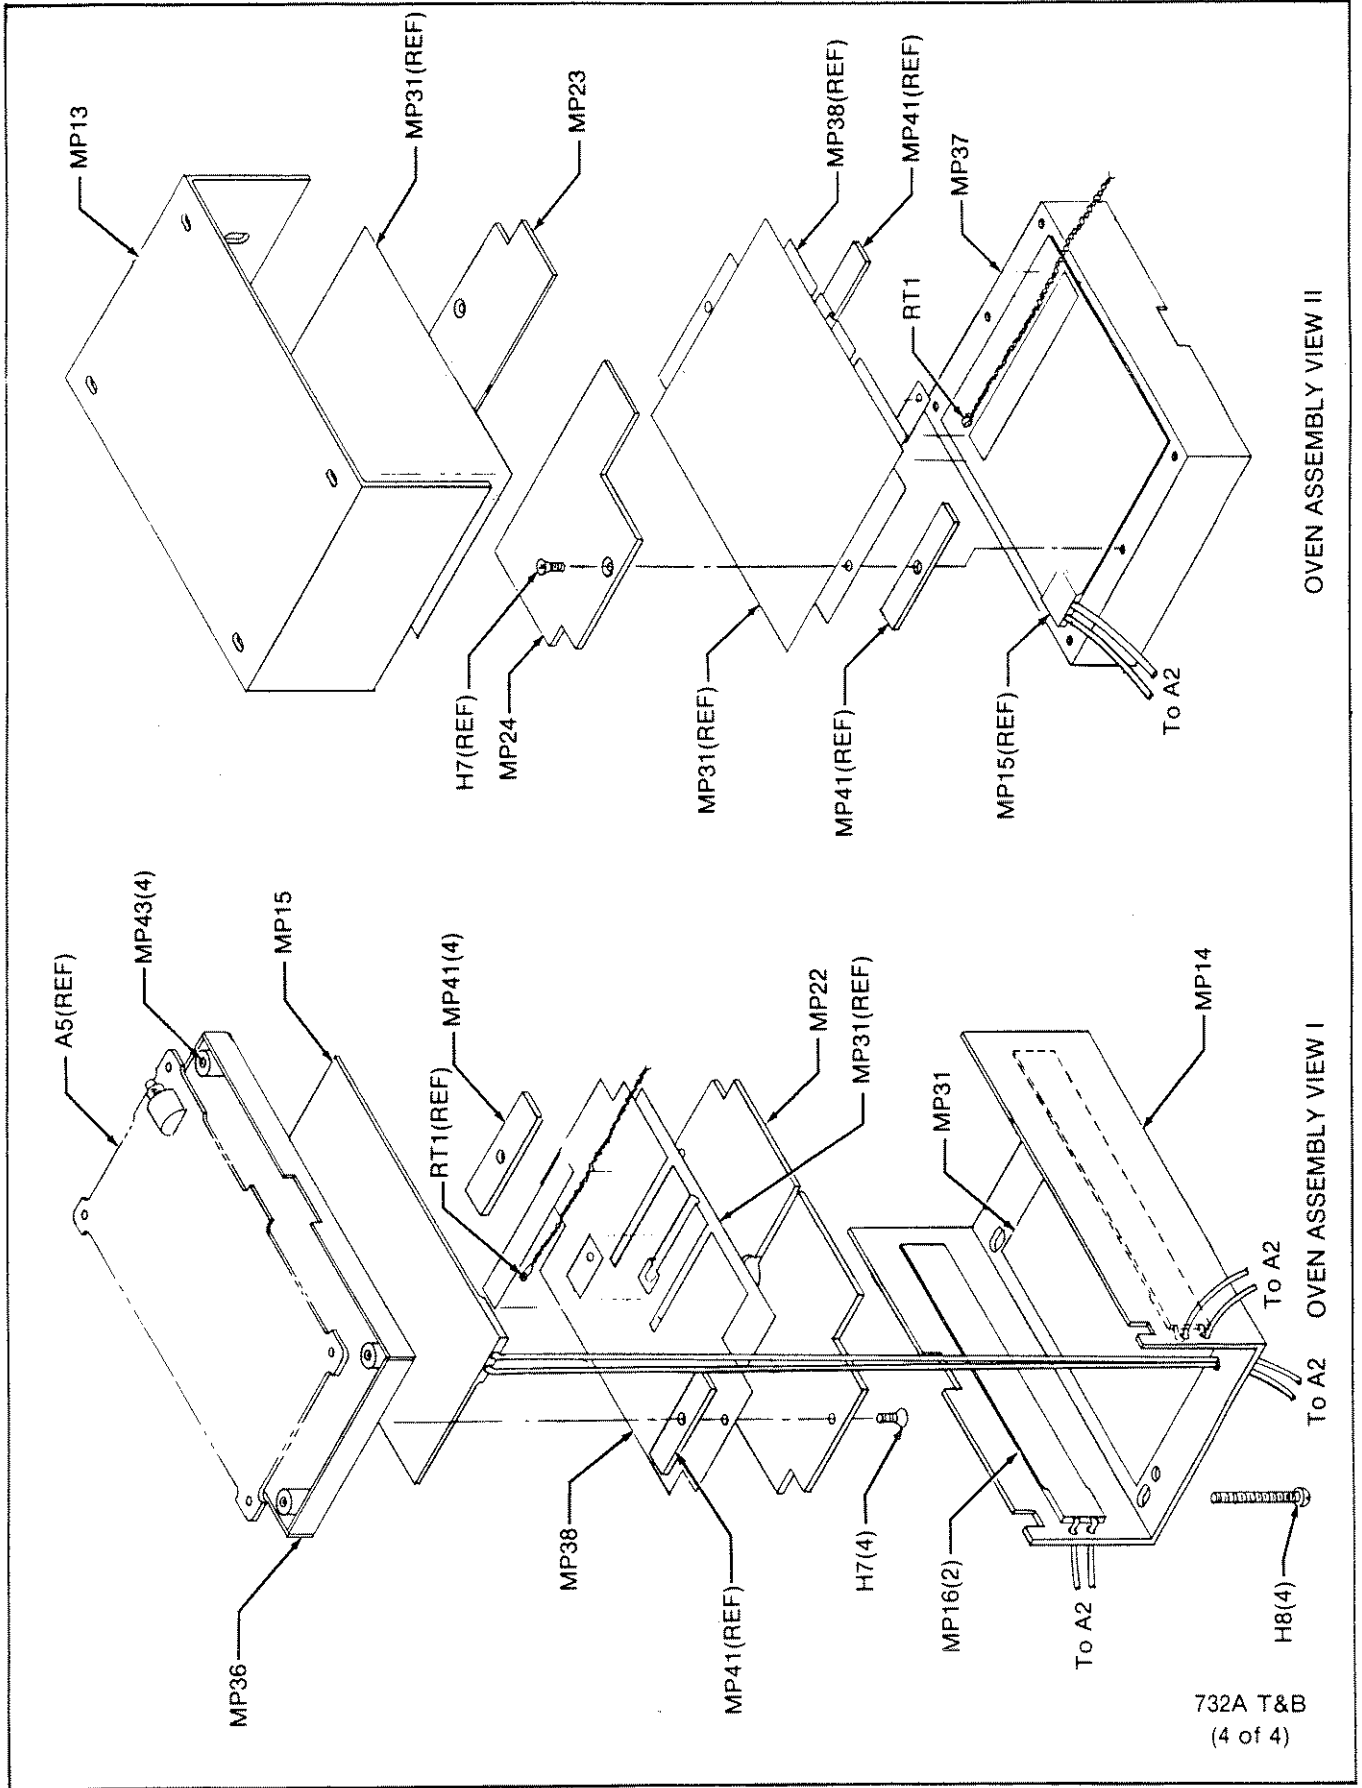 MP36
A5(REF)
MP43(4)
MP15
RT1(REF)
MP41(4)
MP38
MP41(REF)
H7(4)
MP22
MP31(REF)
MP16(2)
MP31
MP14
To A2
To A2
To A2
H8(4)
OVEN ASSEMBLY VIEW I
MP13
MP31(REF)
MP23
H7(REF)
MP24
MP31(REF)
MP38(REF)
MP41(REF)
MP41(REF)
RT1
MP37
MP15(REF)
To A2
OVEN ASSEMBLY VIEW II
732A T&B
(4 of 4)